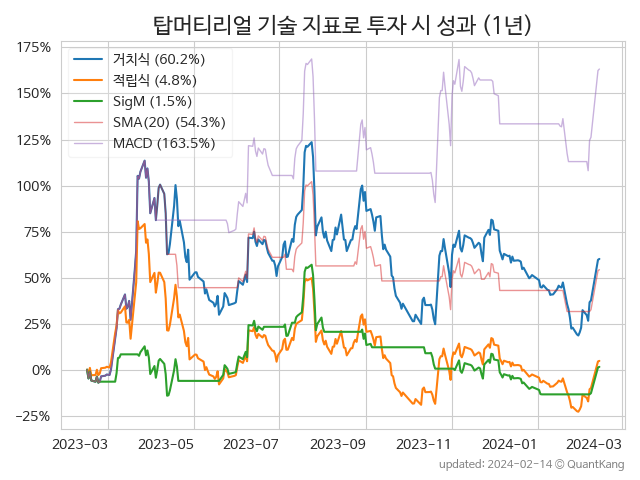 탑머티리얼 기술 지표로 투자 시 성과 (1년)
175%
150%
125%
100%
75%
50%
25%
0%
−25%
거치식 (60.2%)
적립식 (4.8%)
SigM (1.5%)
SMA(20) (54.3%)
MACD (163.5%)
2023-03 2023-05 2023-07 2023-09 2023-11 2024-01 2024-03
updated: 2024-02-14 © QuantKang